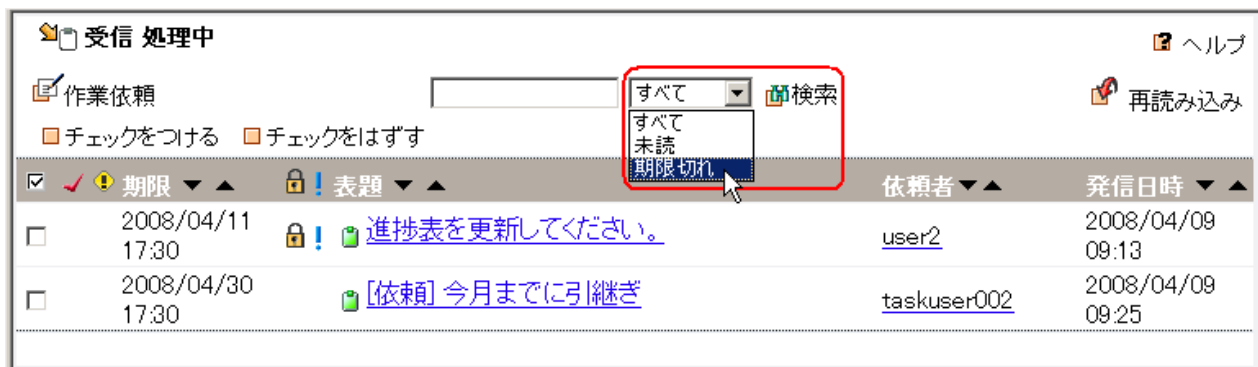 受信 処理中
ヘルプ
作業依頼
すべて
検索
再読み込み
すべて
未読
期限切れ
チェックをつける チェックをはずす
期限 ▼ ▲ ! 表題 ▼ ▲ 依頼者▼▲ 発信日時 ▼ ▲
2008/04/11 17:30
! 進捗表を更新してください。
user2
2008/04/09 09:13
2008/04/30 17:30
[依頼] 今月までに引継ぎ
taskuser002
2008/04/09 09:25